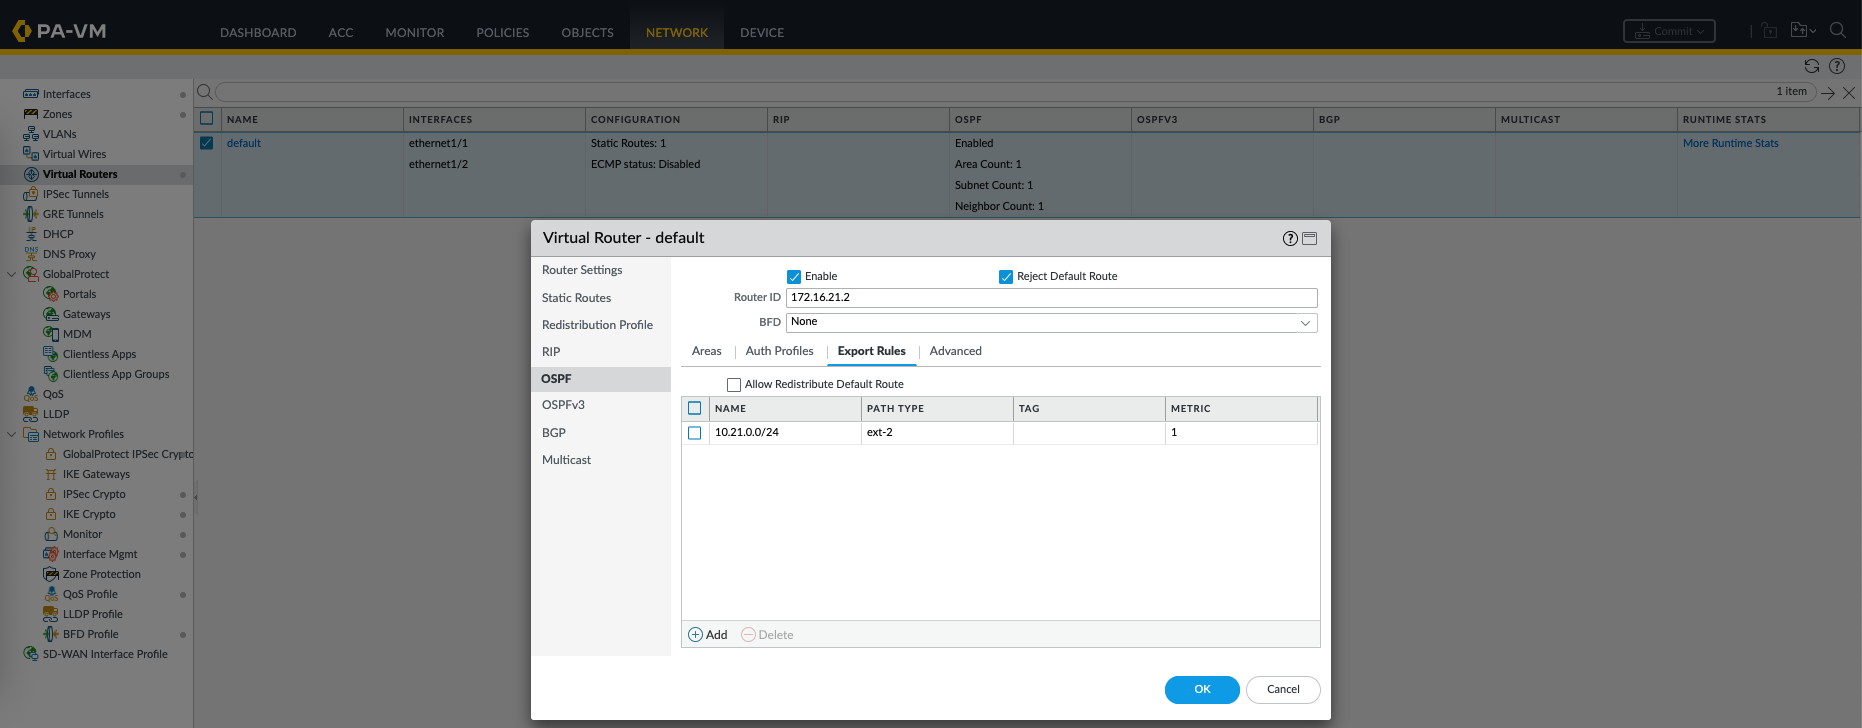 PA-VM
DASHBOARD ACC MONITOR POLICIES OBJECTS NETWORK DEVICE
Commit
1 item
Interfaces
Zones
VLANs
Virtual Wires
Virtual Routers
IPSec Tunnels
GRE Tunnels
DHCP
DNS Proxy
GlobalProtect
Portals
Gateways
MDM
Clientless Apps
Clientless App Groups
QoS
LLDP
Network Profiles
GlobalProtect IPSec Crypto
IKE Gateways
IPSec Crypto
IKE Crypto
Monitor
Interface Mgmt
Zone Protection
QoS Profile
LLDP Profile
BFD Profile
SD-WAN Interface Profile
NAME INTERFACES CONFIGURATION RIP OSPF OSPFV3 BGP MULTICAST RUNTIME STATS
default ethernet1/1 Static Routes: 1 Enabled More Runtime Stats
ethernet1/2 ECMP status: Disabled Area Count: 1
Subnet Count: 1
Neighbor Count: 1
Virtual Router - default
Router Settings
Static Routes
Redistribution Profile
RIP
OSPF
OSPFv3
BGP
Multicast
Enable Reject Default Route
Router ID 172.16.21.2
BFD None
Areas Auth Profiles Export Rules Advanced
Allow Redistribute Default Route
NAME PATH TYPE TAG METRIC
10.21.0.0/24 ext-2 1
Add Delete
OK Cancel